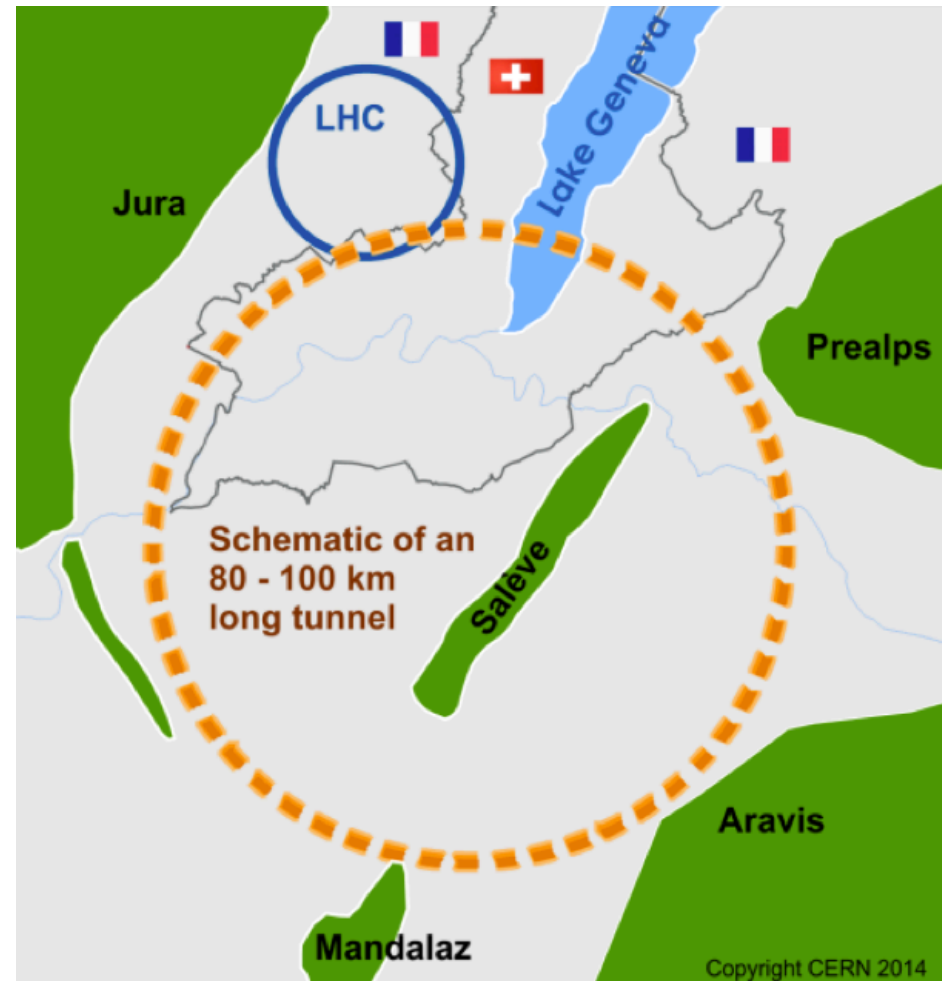 LHC
Lake Geneva
Jura
Prealps
Schematic of an
80 - 100 km
long tunnel
Salève
Aravis
Mandalaz
Copyright CERN 2014